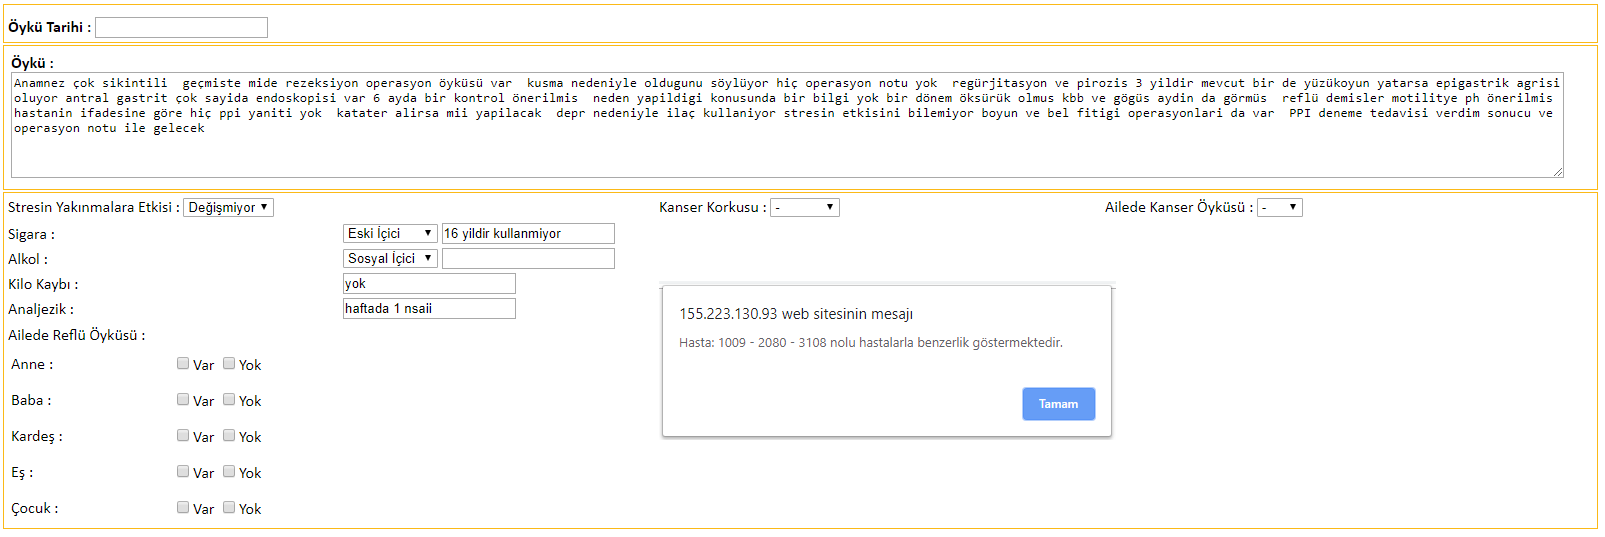 Öykü Tarihi :
Öykü :
Anamnez çok sikintili  geçmiste mide rezeksiyon operasyon öyküsü var  kusma nedeniyle oldugunu söylüyor hiç operasyon notu yok  regürjitasyon ve pirozis 3 yildir mevcut bir de yüzükoyun yatarsa epigastrik agrisi
oluyor antral gastrit çok sayida endoskopisi var 6 ayda bir kontrol önerilmis  neden yapildigi konusunda bir bilgi yok bir dönem öksürük olmus kbb ve gögüs aydin da görmüs  reflü demisler motilitye ph önerilmis
hastanin ifadesine göre hiç ppi yaniti yok  katater alirsa mii yapilacak  depr nedeniyle ilaç kullaniyor stresin etkisini bilemiyor boyun ve bel fitigi operasyonlari da var  PPI deneme tedavisi verdim sonucu ve
operasyon notu ile gelecek
Stresin Yakınmalara Etkisi : Değişmiyor Kanser Korkusu : - Ailede Kanser Öyküsü : -
Sigara : Eski İçici 16 yildir kullanmiyor
Alkol : Sosyal İçici
Kilo Kaybı : yok
Analjezik : haftada 1 nsaii
Ailede Reflü Öyküsü :
Anne : Var Yok
Baba : Var Yok
Kardeş : Var Yok
Eş : Var Yok
Çocuk : Var Yok
155.223.130.93 web sitesinin mesajı
Hasta: 1009 - 2080 - 3108 nolu hastalarla benzerlik göstermektedir.
Tamam